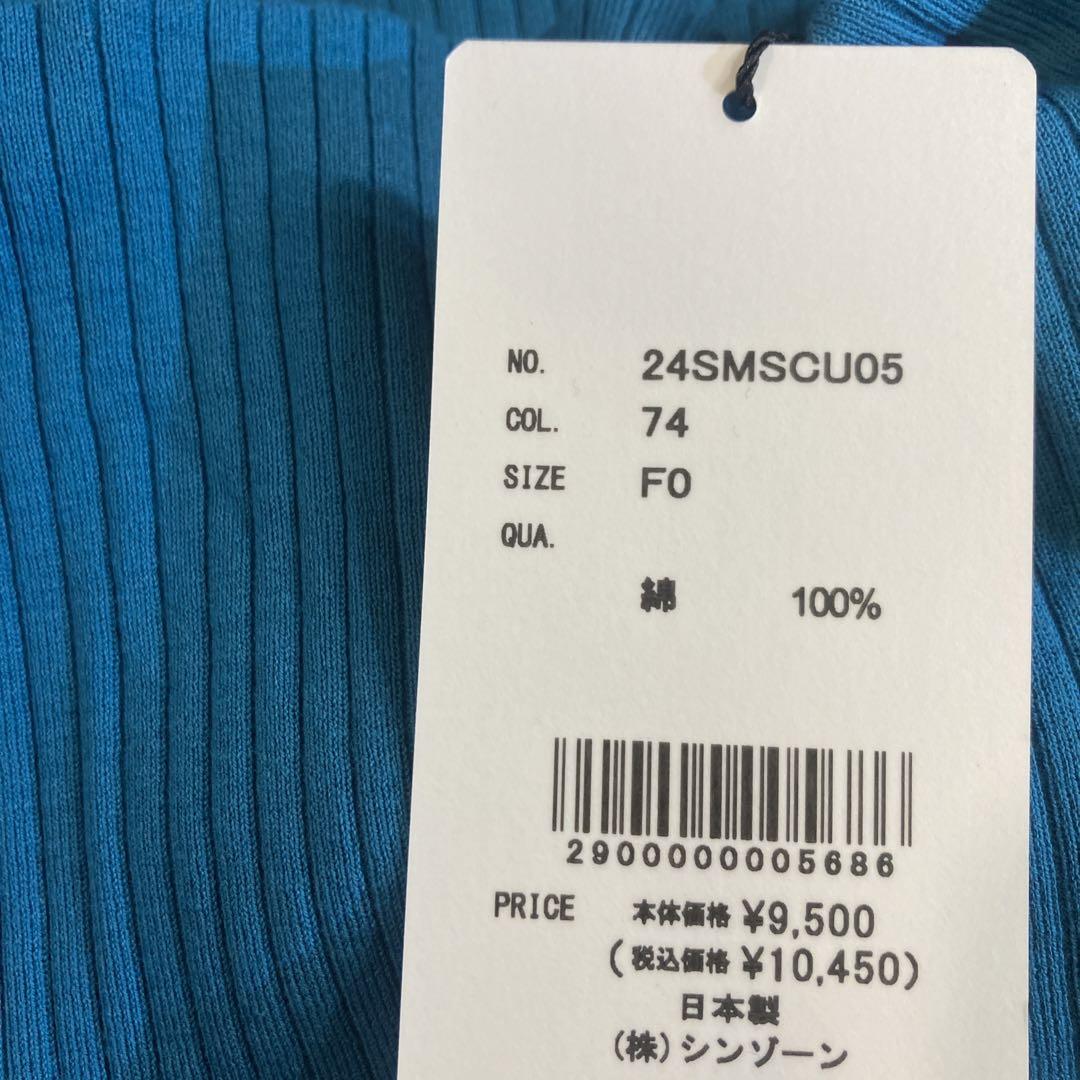 NO. 24SMSCU05
COL. 74
SIZE F0
QUA.
綿 100%
2900000005686
PRICE 本体価格 ¥9,500
(税込価格 ¥10,450)
日本製
(株)シンゾーン